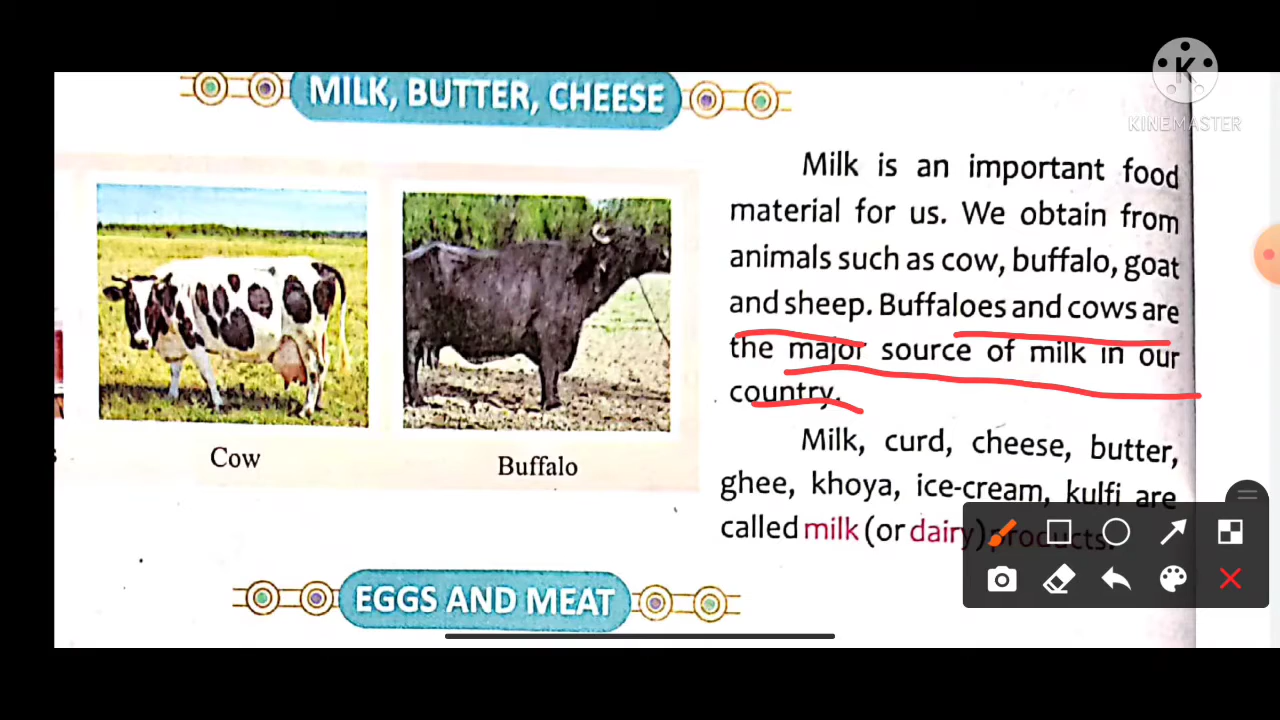 MILK, BUTTER, CHEESE
K
KINEMASTER
Milk is an important food
material for us. We obtain from
animals such as cow, buffalo, goat
and sheep. Buffaloes and cows are
the major source of milk in our
country.
Cow
Buffalo
Milk, curd, cheese, butter,
ghee, khoya, ice-cream, kulfi are
called milk (or dairy) products.
EGGS AND MEAT